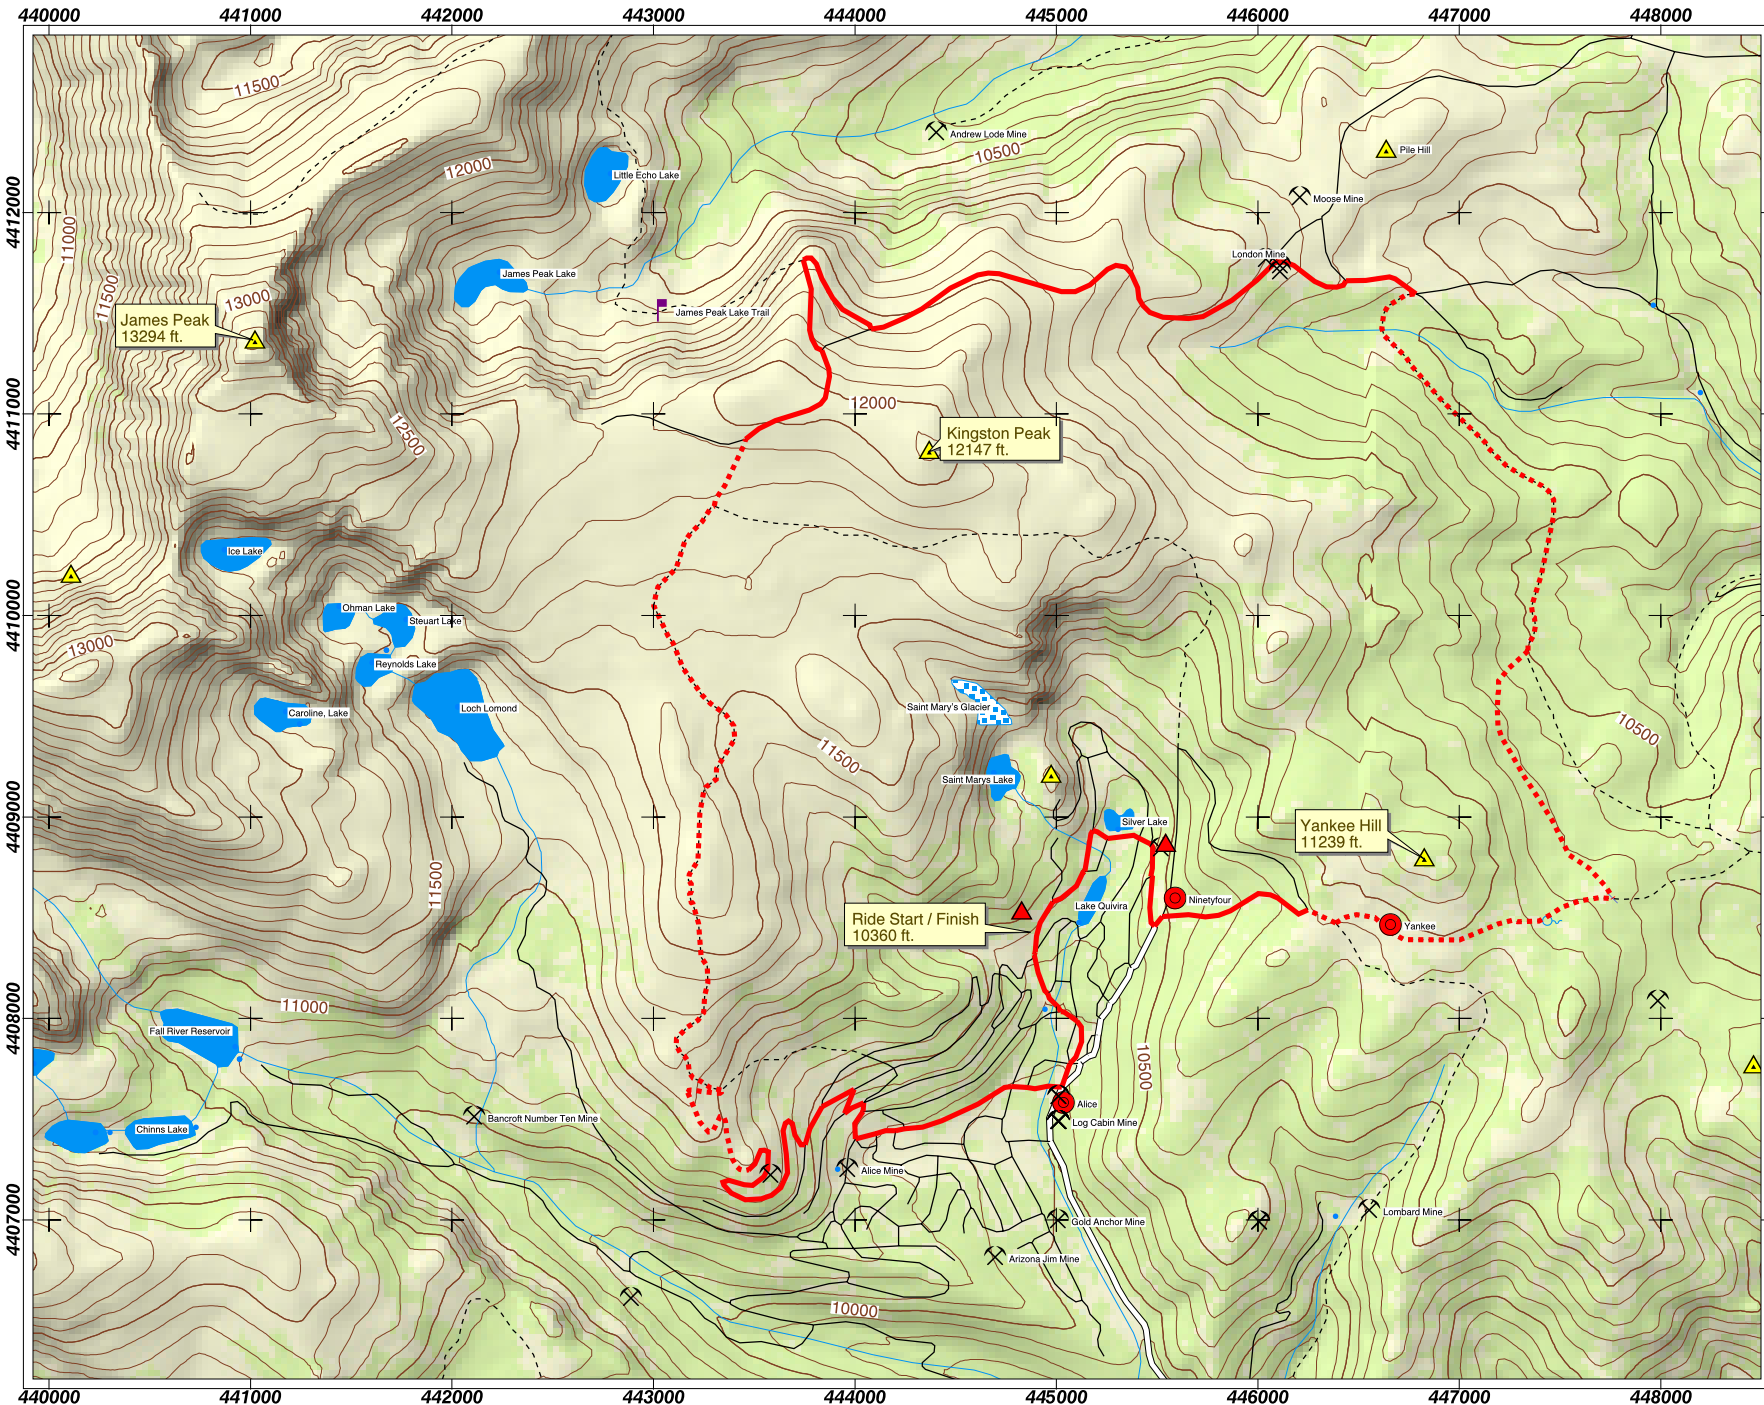 440000 441000 442000 443000 444000 445000 446000 447000 448000
11500
Andrew Lode Mine
10500
Pile Hill
12000
Little Echo Lake
Moose Mine
4412000
11000
London Mine
James Peak Lake
11500
13000
James Peak Lake Trail
James Peak
13294 ft.
4411000
12000
12500
Kingston Peak
12147 ft.
Ice Lake
4410000
Ohman Lake
Steuart Lake
13000
Reynolds Lake
Caroline, Lake
Loch Lomond
Saint Mary's Glacier
10500
11500
Saint Marys Lake
4409000
Silver Lake
Yankee Hill
11239 ft.
11500
Ninetyfour
Lake Quivira
Ride Start / Finish
10360 ft.
Yankee
4408000
11000
Fall River Reservoir
10500
Alice
Bancroft Number Ten Mine
Log Cabin Mine
Chinns Lake
Alice Mine
4407000
Lombard Mine
Gold Anchor Mine
Arizona Jim Mine
10000
440000 441000 442000 443000 444000 445000 446000 447000 448000